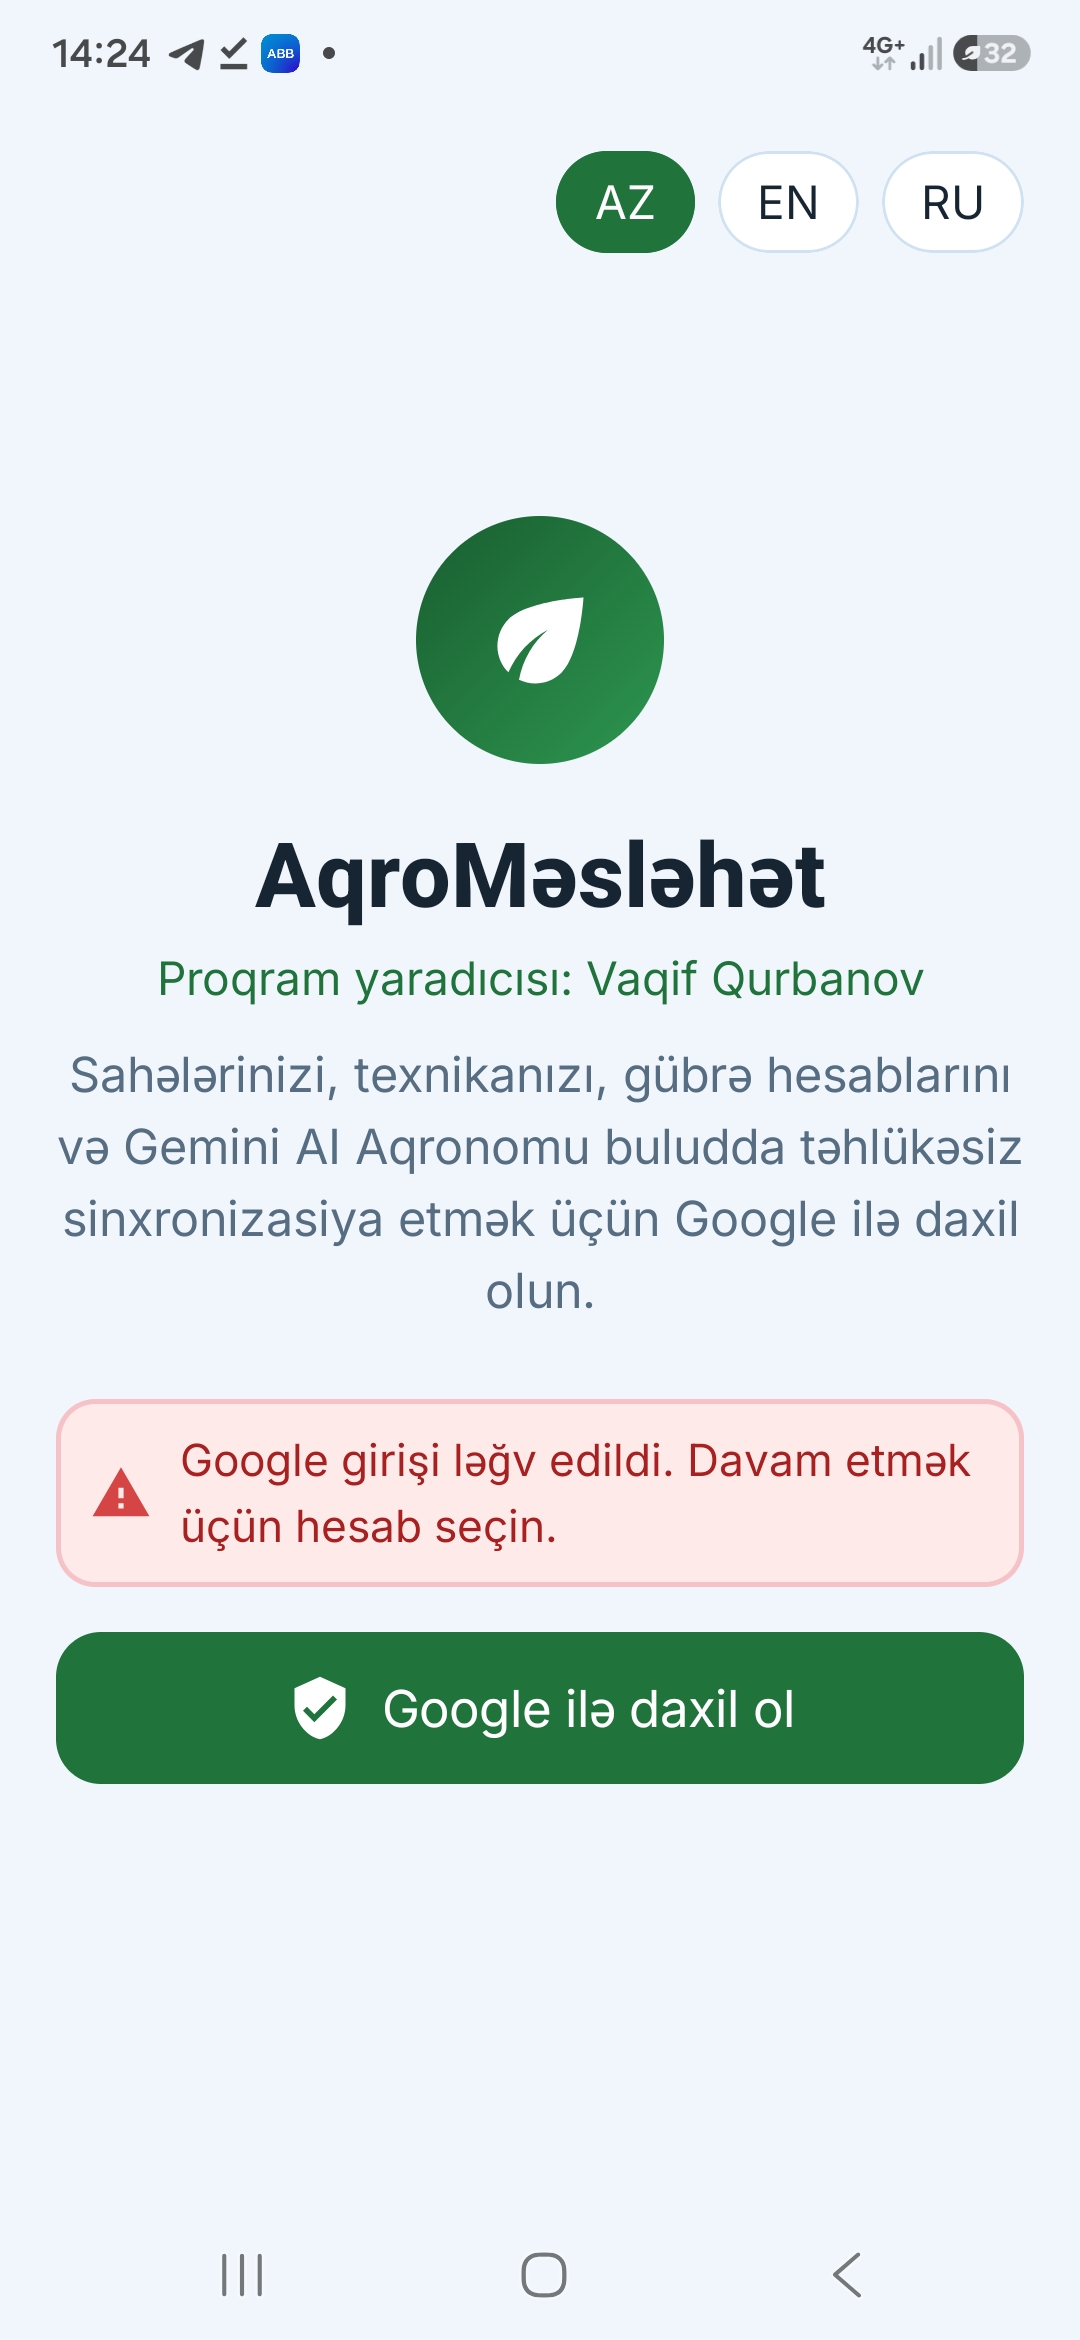 14:24 ABB 4G+ 32
AZ EN RU
AqroMəsləhət
Proqram yaradıcısı: Vaqif Qurbanov
Sahələrinizi, texnikanızı, gübrə hesablarını
və Gemini AI Aqronomu buludda təhlükəsiz
sinxronizasiya etmək üçün Google ilə daxil
olun.
Google girişi ləğv edildi. Davam etmək
üçün hesab seçin.
Google ilə daxil ol